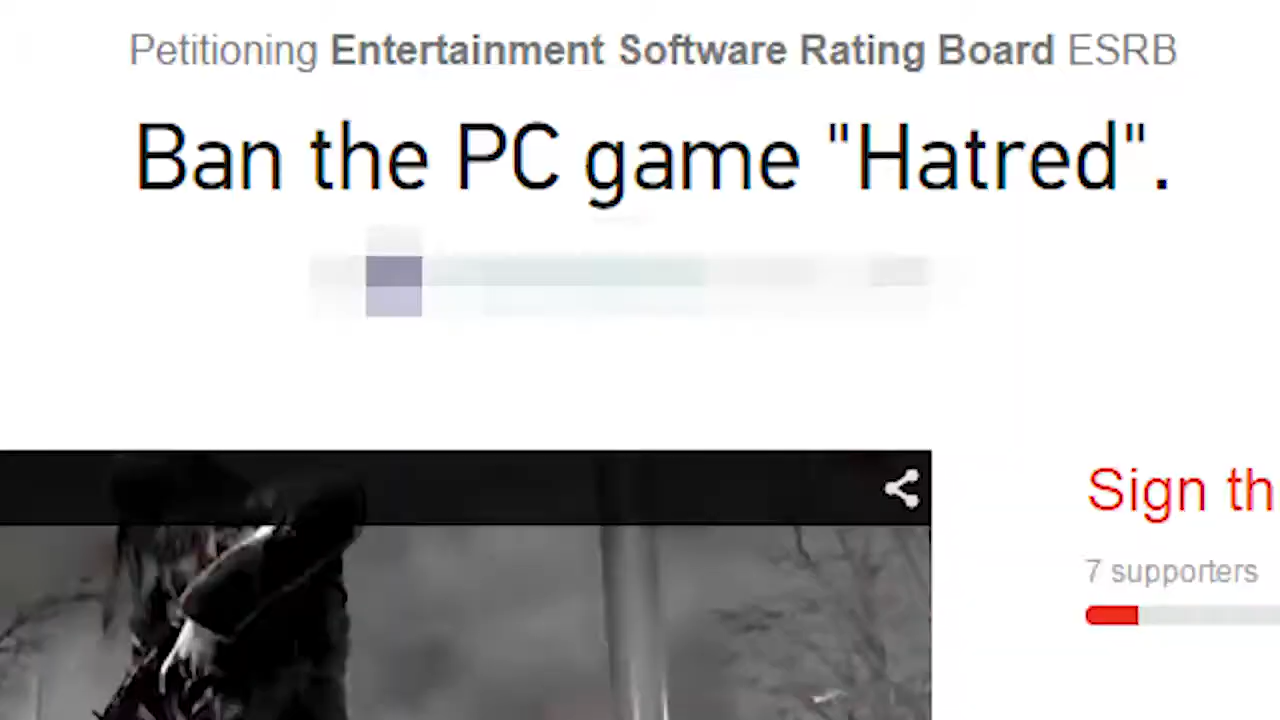 Petitioning Entertainment Software Rating Board ESRB
Ban the PC game "Hatred".
Sign th
7 supporters